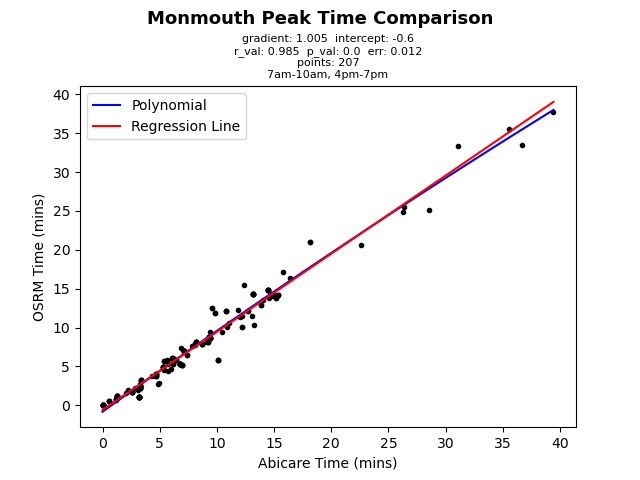 Monmouth Peak Time Comparison
gradient: 1.005  intercept: -0.6
r_val: 0.985  p_val: 0.0  err: 0.012
points: 207
7am-10am, 4pm-7pm
Polynomial
Regression Line
OSRM Time (mins)
40
35
30
25
20
15
10
5
0
0 5 10 15 20 25 30 35 40
Abicare Time (mins)